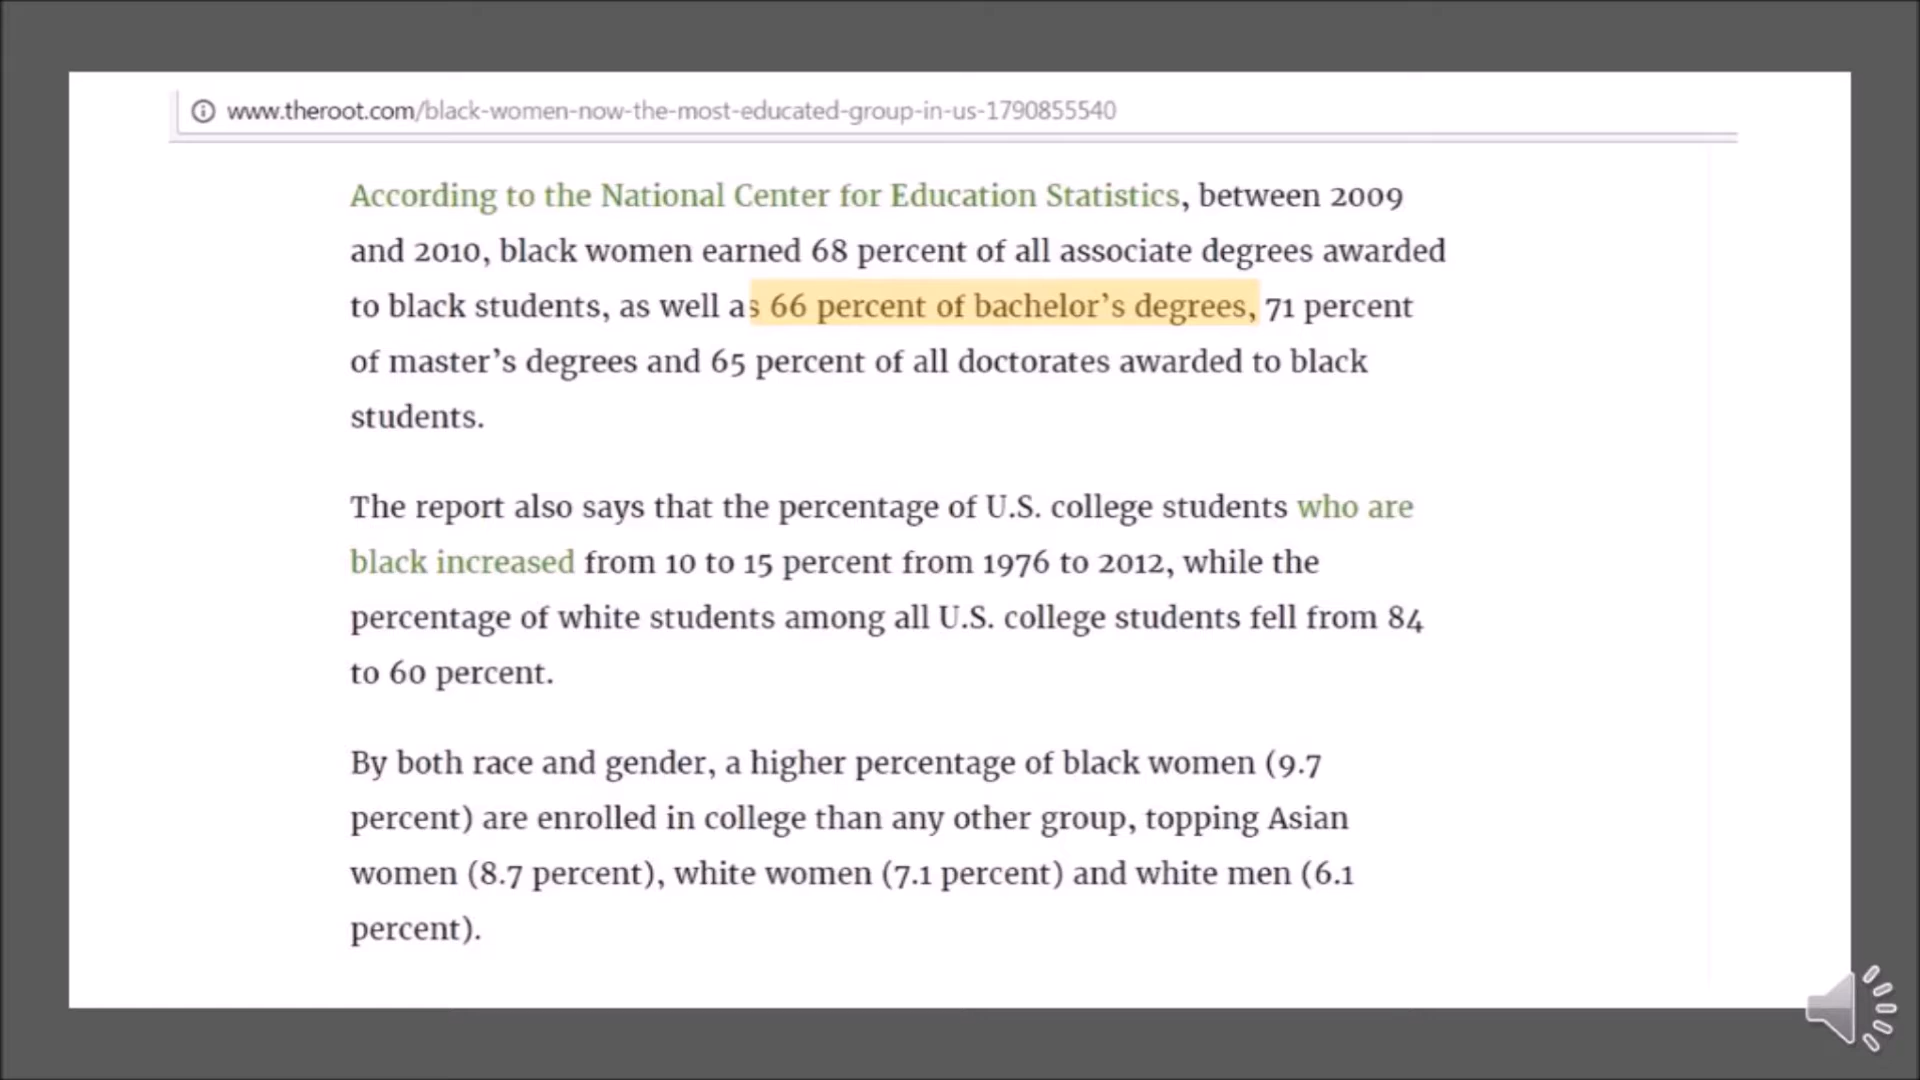 www.theroot.com/black-women-now-the-most-educated-group-in-us-1790855540
According to the National Center for Education Statistics, between 2009
and 2010, black women earned 68 percent of all associate degrees awarded
to black students, as well as 66 percent of bachelor’s degrees, 71 percent
of master’s degrees and 65 percent of all doctorates awarded to black
students.
The report also says that the percentage of U.S. college students who are
black increased from 10 to 15 percent from 1976 to 2012, while the
percentage of white students among all U.S. college students fell from 84
to 60 percent.
By both race and gender, a higher percentage of black women (9.7
percent) are enrolled in college than any other group, topping Asian
women (8.7 percent), white women (7.1 percent) and white men (6.1
percent).